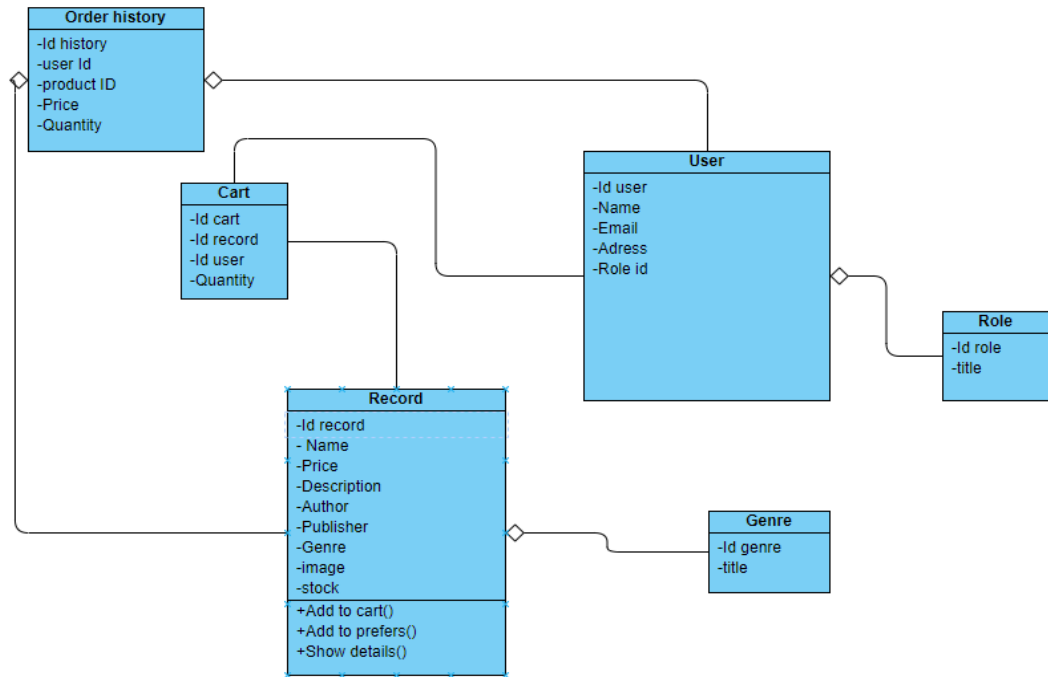 Order history
-Id history
-user Id
-product ID
-Price
-Quantity
Cart
-Id cart
-Id record
-Id user
-Quantity
User
-Id user
-Name
-Email
-Adress
-Role id
Role
-Id role
-title
Record
-Id record
- Name
-Price
-Description
-Author
-Publisher
-Genre
-image
-stock
+Add to cart()
+Add to prefers()
+Show details()
Genre
-Id genre
-title